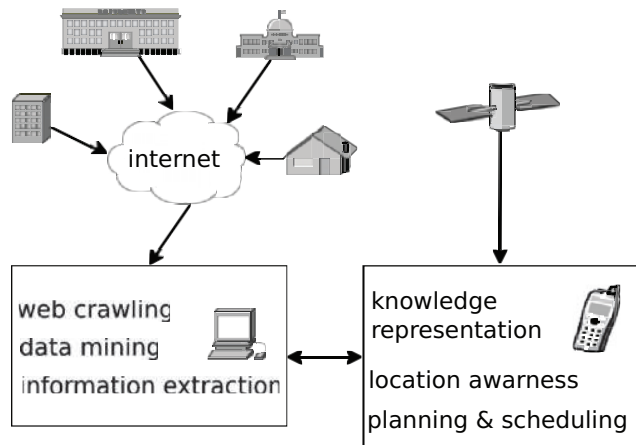 internet
web crawling
data mining
information extraction
knowledge
representation
location awarness
planning & scheduling